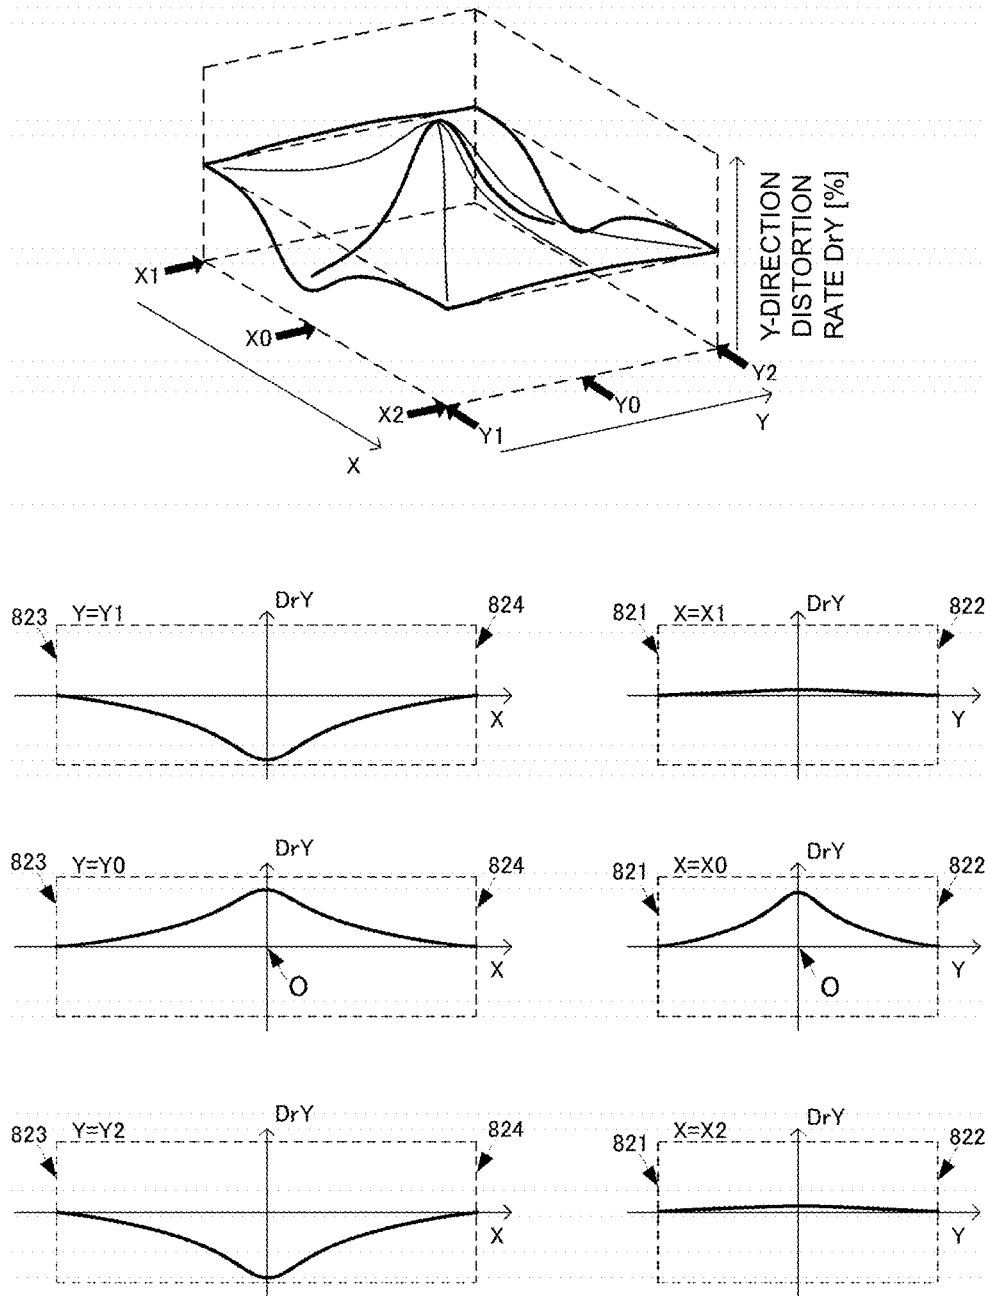 Y-DIRECTION
DISTORTION
RATE DrY [%]
X1
X0
X2
Y1
Y0
Y2
X
Y
823
Y=Y1
DrY
824
X
821
X=X1
DrY
822
Y
823
Y=Y0
DrY
824
X
O
821
X=X0
DrY
822
Y
O
823
Y=Y2
DrY
824
X
821
X=X2
DrY
822
Y